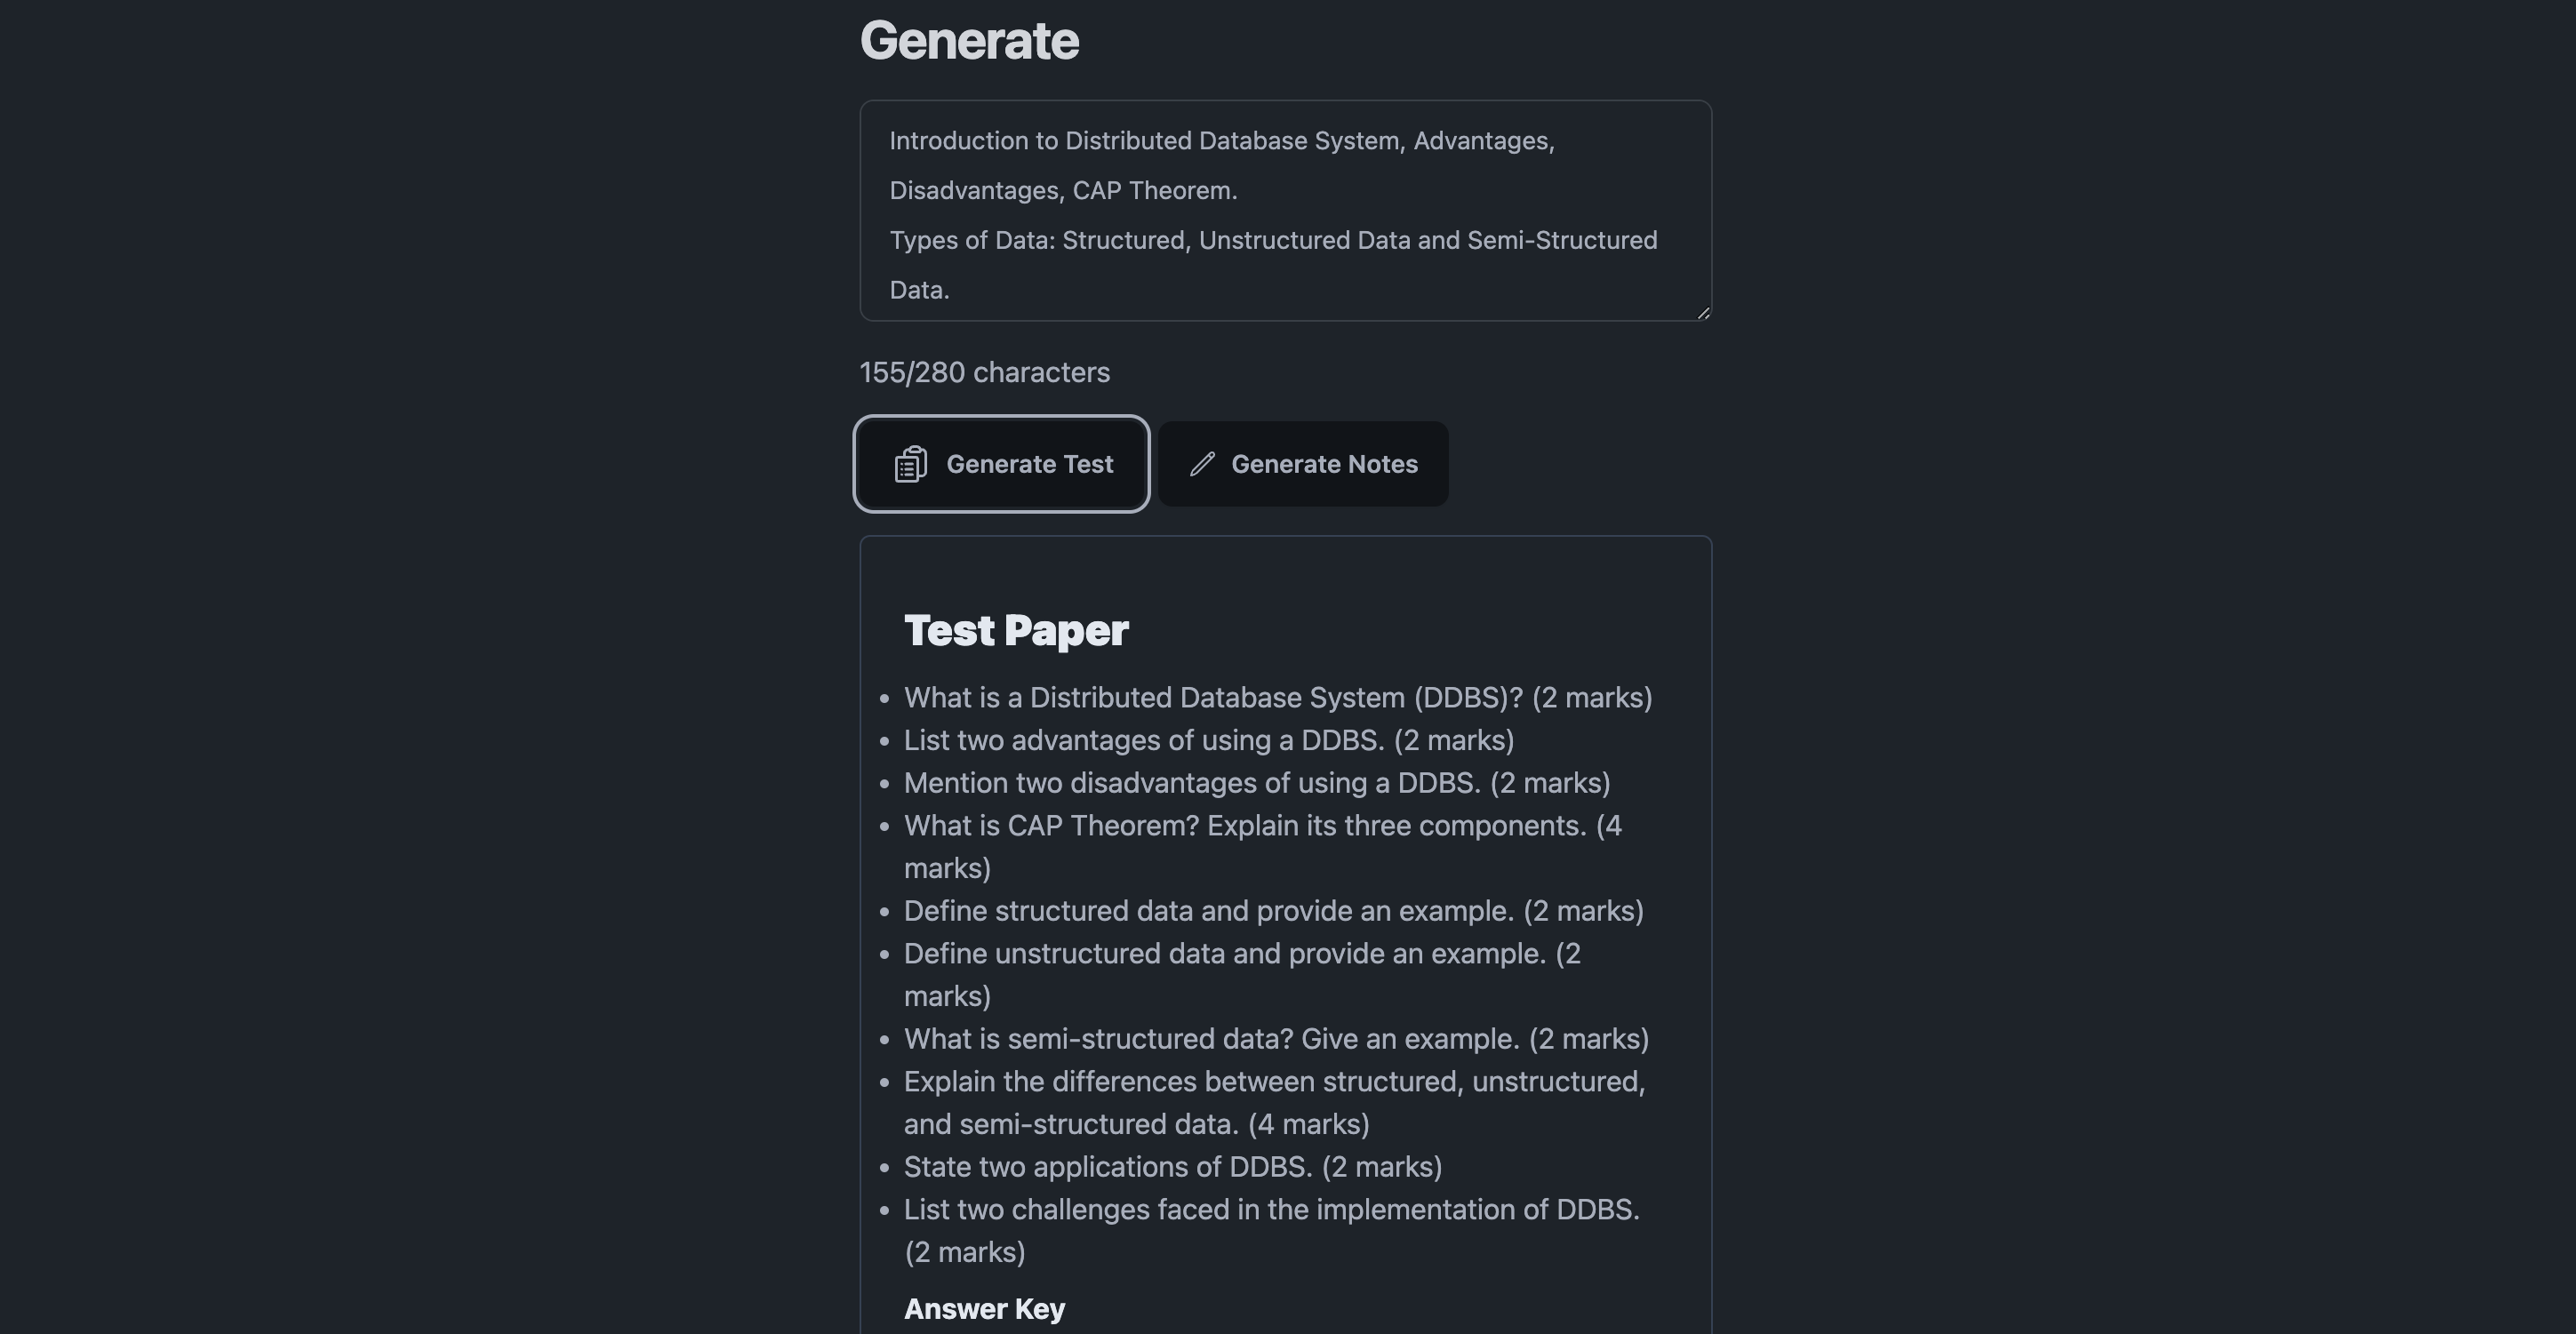 Generate
Introduction to Distributed Database System, Advantages,
Disadvantages, CAP Theorem.
Types of Data: Structured, Unstructured Data and Semi-Structured
Data.
155/280 characters
Generate Test
Generate Notes
Test Paper
• What is a Distributed Database System (DDBS)? (2 marks)
• List two advantages of using a DDBS. (2 marks)
• Mention two disadvantages of using a DDBS. (2 marks)
• What is CAP Theorem? Explain its three components. (4
marks)
• Define structured data and provide an example. (2 marks)
• Define unstructured data and provide an example. (2
marks)
• What is semi-structured data? Give an example. (2 marks)
• Explain the differences between structured, unstructured,
and semi-structured data. (4 marks)
• State two applications of DDBS. (2 marks)
• List two challenges faced in the implementation of DDBS.
(2 marks)
Answer Key